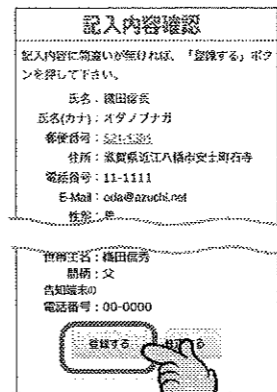 記入内容確認
記入内容に間違いが無ければ、「登録する」ボタ
ンを押して下さい。
氏名：織田信長
氏名(カナ)：オダノブナガ
郵便番号：521-
住所：滋賀県近江八幡市安土町石寺
電話番号：11-1111
E-Mail：oda@azuchi.net
性別：男
世帯主名：織田信秀
続柄：父
告知端末の
電話番号：00-0000
登録する